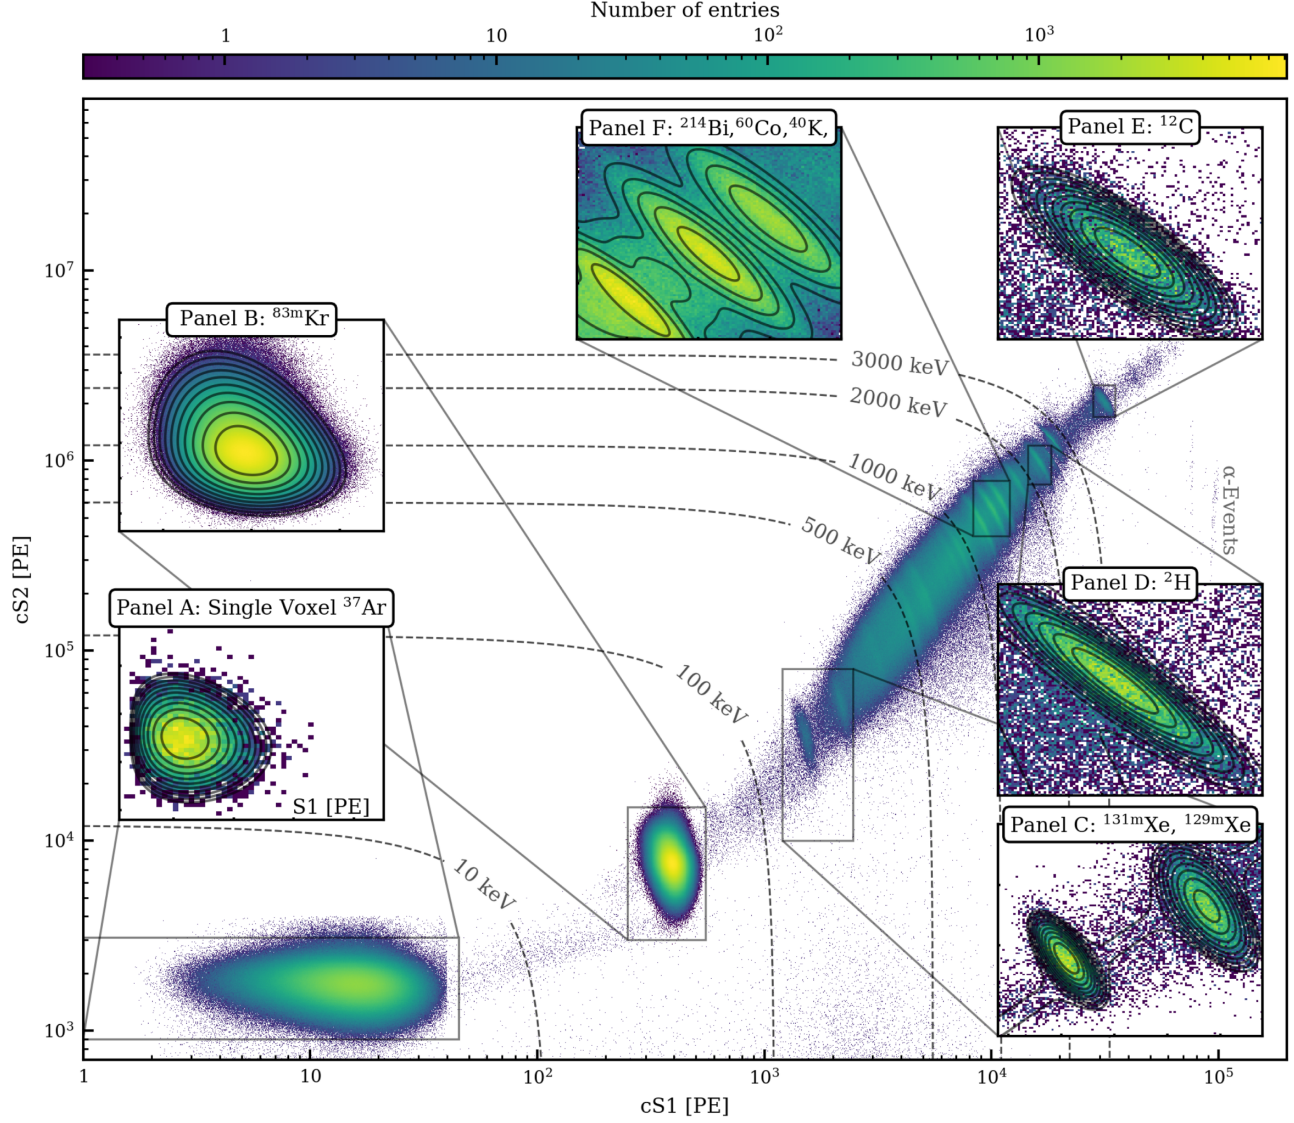 Number of entries
1 10 10² 10³
Panel F: ²¹⁴Bi,⁶⁰Co,⁴⁰K,
Panel E: ¹²C
10⁷
Panel B: ⁸³ᵐKr
3000 keV
2000 keV
10⁶
1000 keV
α-Events
500 keV
cS2 [PE]
Panel D: ²H
Panel A: Single Voxel ³⁷Ar
10⁵
100 keV
S1 [PE]
Panel C: ¹³¹ᵐXe, ¹²⁹ᵐXe
10⁴
10 keV
10³
1 10 10² 10³ 10⁴ 10⁵
cS1 [PE]